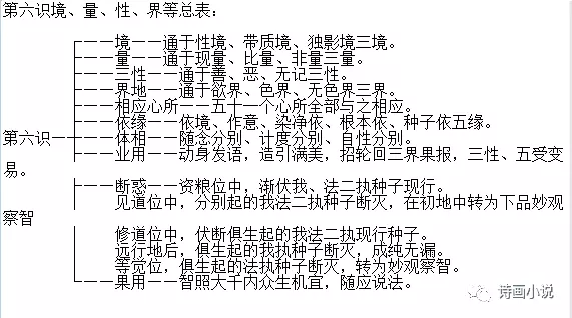 第六识境、量、性、界等总表：
┌——境——通于性境、带质境、独影境三境。
├——量——通于现量、比量、非量三量。
├——三性——通于善、恶、无记三性。
├——界地——通于欲界、色界、无色界三界。
├——相应心所——五十一个心所全部与之相应。
├——依缘——依境、作意、染净依、根本依、种子依五缘。
第六识—├——体相——随念分别、计度分别、自性分别。
├——业用——动身发语，造引满美，招轮回三界果报，三性、五受变
易。
├——断惑——资粮位中，渐伏我、法二执种子现行。
见道位中，分别起的我法二执种子断灭，在初地中转为下品妙观
察智
修道位中，伏断俱生起的我法二执现行种子。
远行地后，俱生起的我执种子断灭，成纯无漏。
等觉位，俱生起的法执种子断灭，转为妙观察智。
└——果用——智照大千内众生机宜，随应说法。
诗画小说